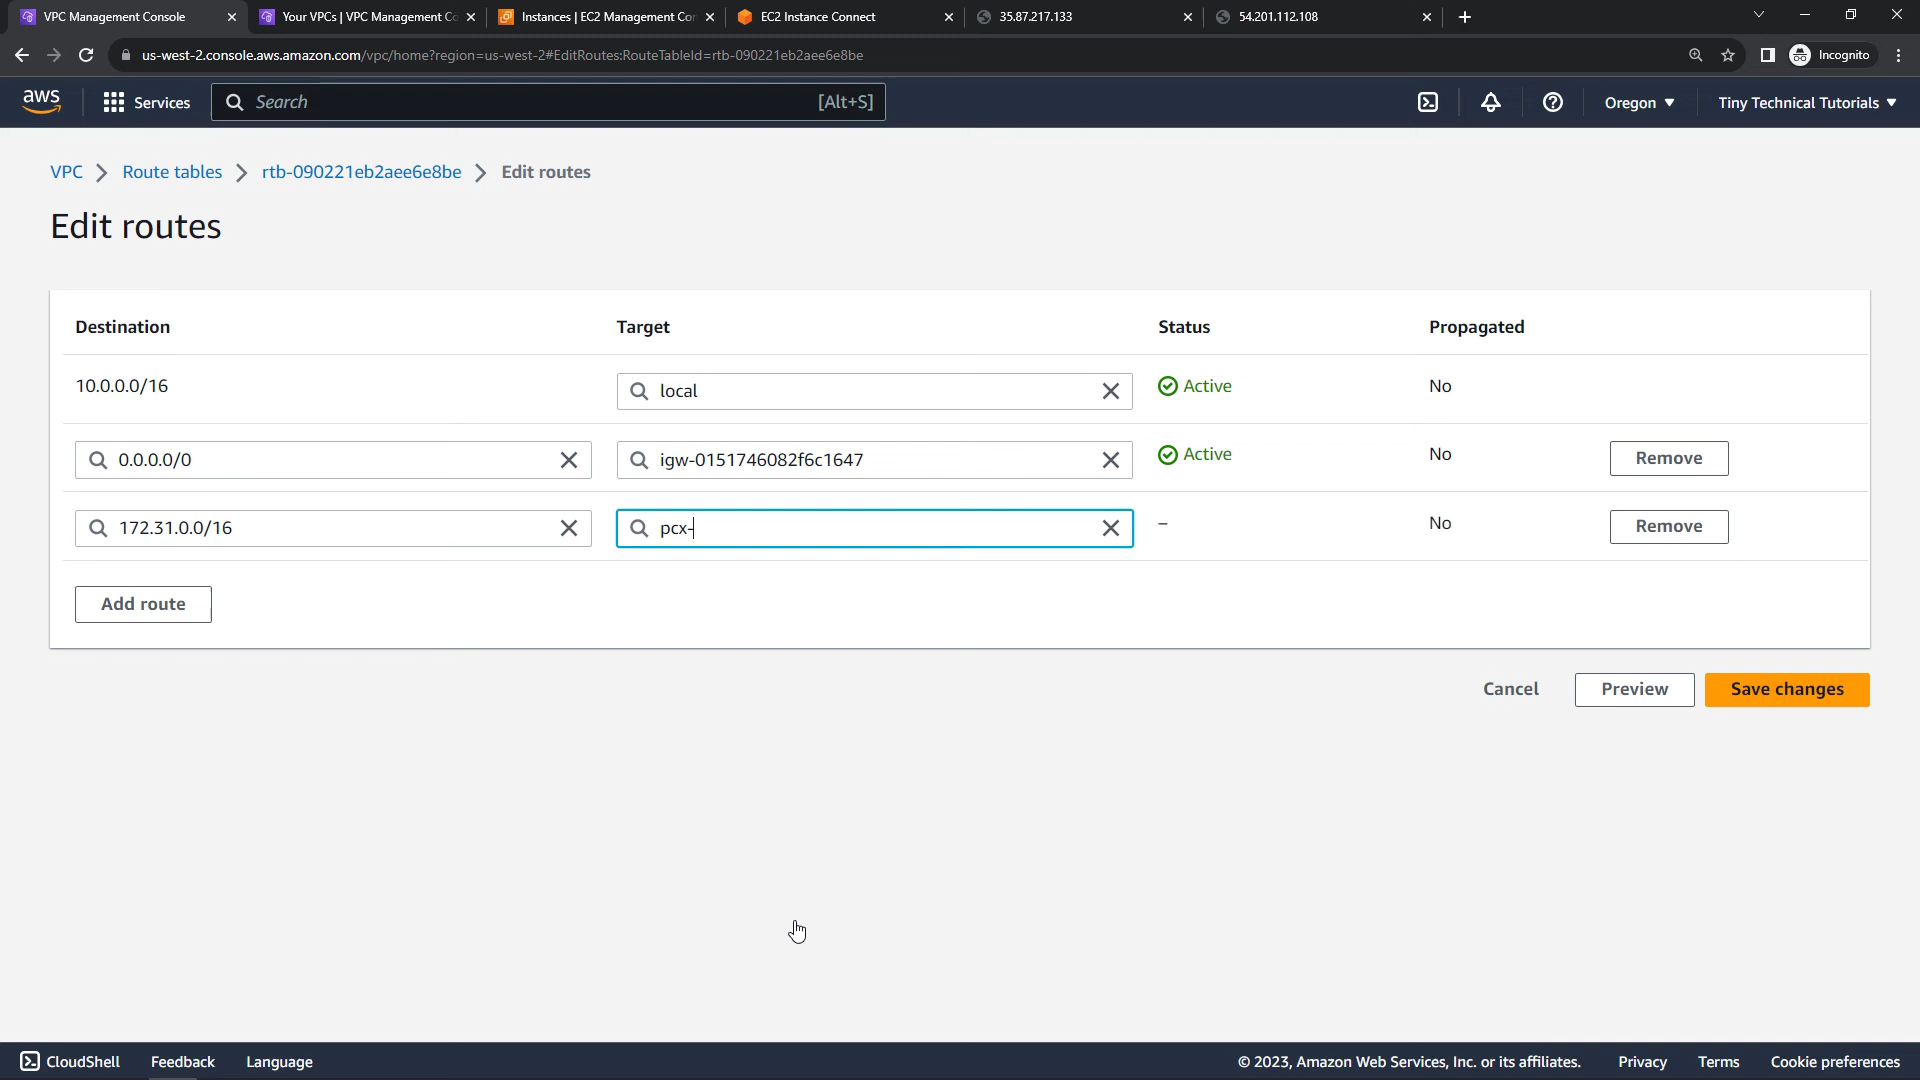 VPC Management Console
Your VPCs | VPC Management Co
Instances | EC2 Management Con
EC2 Instance Connect
35.87.217.133
54.201.112.108
us-west-2.console.aws.amazon.com/vpc/home?region=us-west-2#EditRoutes:RouteTableId=rtb-090221eb2aee6e8be
Incognito
aws
Services
Search
[Alt+S]
Oregon
Tiny Technical Tutorials
VPC
Route tables
rtb-090221eb2aee6e8be
Edit routes
Edit routes
Destination Target Status Propagated
10.0.0.0/16 local Active No
0.0.0.0/0 igw-0151746082f6c1647 Active No Remove
172.31.0.0/16 pcx- – No Remove
Add route
Cancel Preview Save changes
CloudShell Feedback Language
© 2023, Amazon Web Services, Inc. or its affiliates. Privacy Terms Cookie preferences